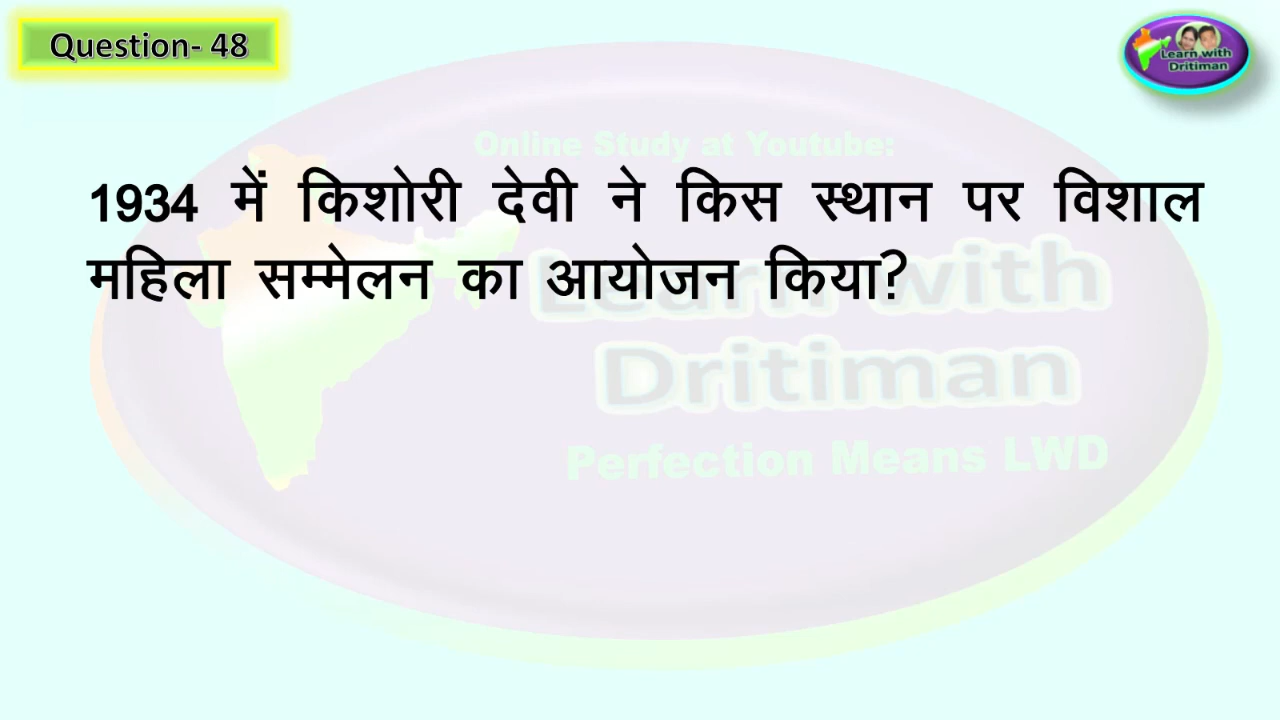 Question- 48
Learn with
Dritiman
Online Study at Youtube:
1934 में किशोरी देवी ने किस स्थान पर विशाल
महिला सम्मेलन का आयोजन किया?
Learn with
Dritiman
Perfection Means LWD